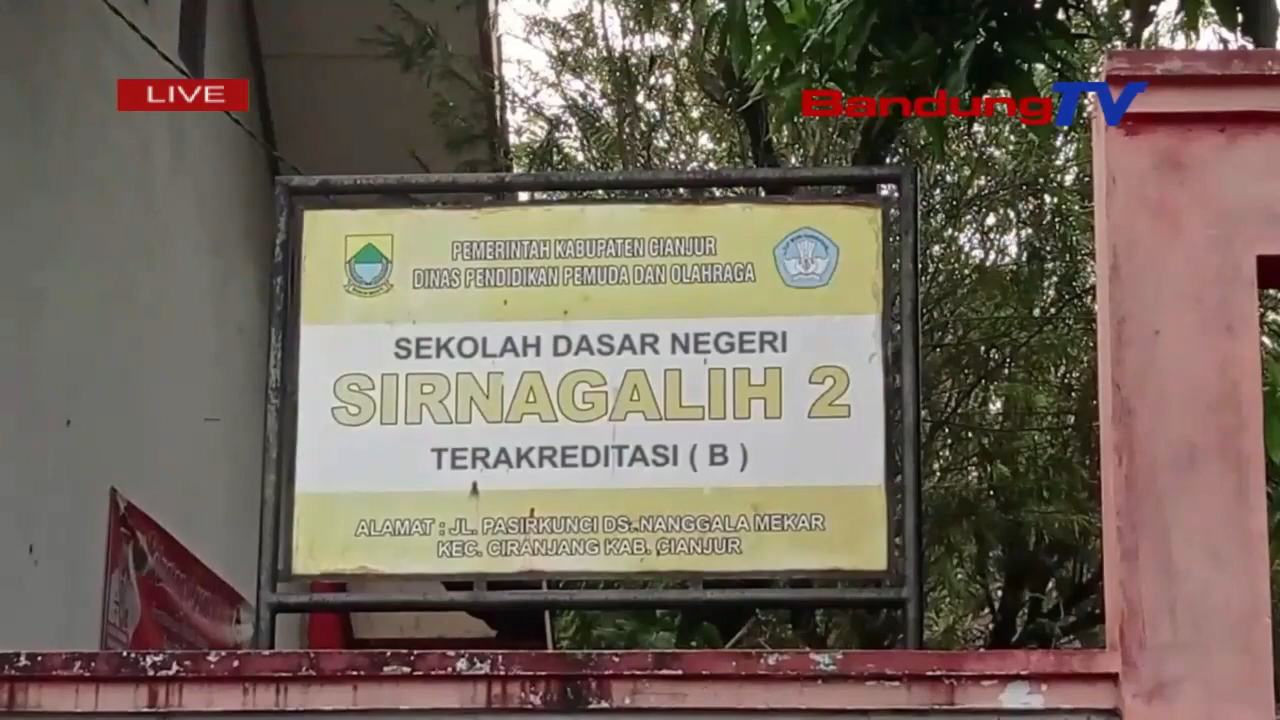 LIVE
BandungTV
PEMERINTAH KABUPATEN CIANJUR
DINAS PENDIDIKAN PEMUDA DAN OLAHRAGA
SEKOLAH DASAR NEGERI
SIRNAGALIH 2
TERAKREDITASI ( B )
ALAMAT : JL. PASIRKUNCI DS. NANGGALA MEKAR
KEC. CIRANJANG KAB. CIANJUR